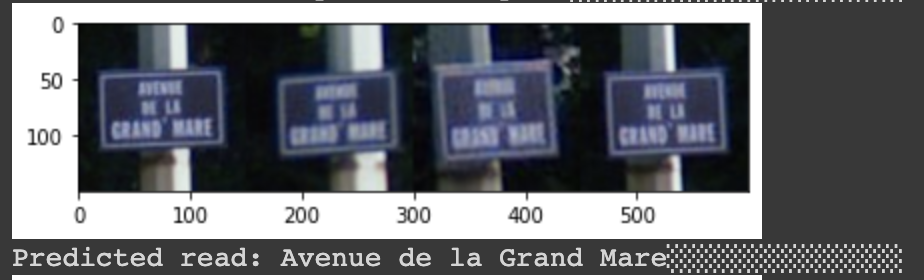 0
50
100
AVENUE
DE LA
GRAND' MARE
AVENUE
DE LA
GRAND' MARE
AVENUE
DE LA
GRAND' MARE
AVENUE
DE LA
GRAND' MARE
0 100 200 300 400 500
Predicted read: Avenue de la Grand Mare